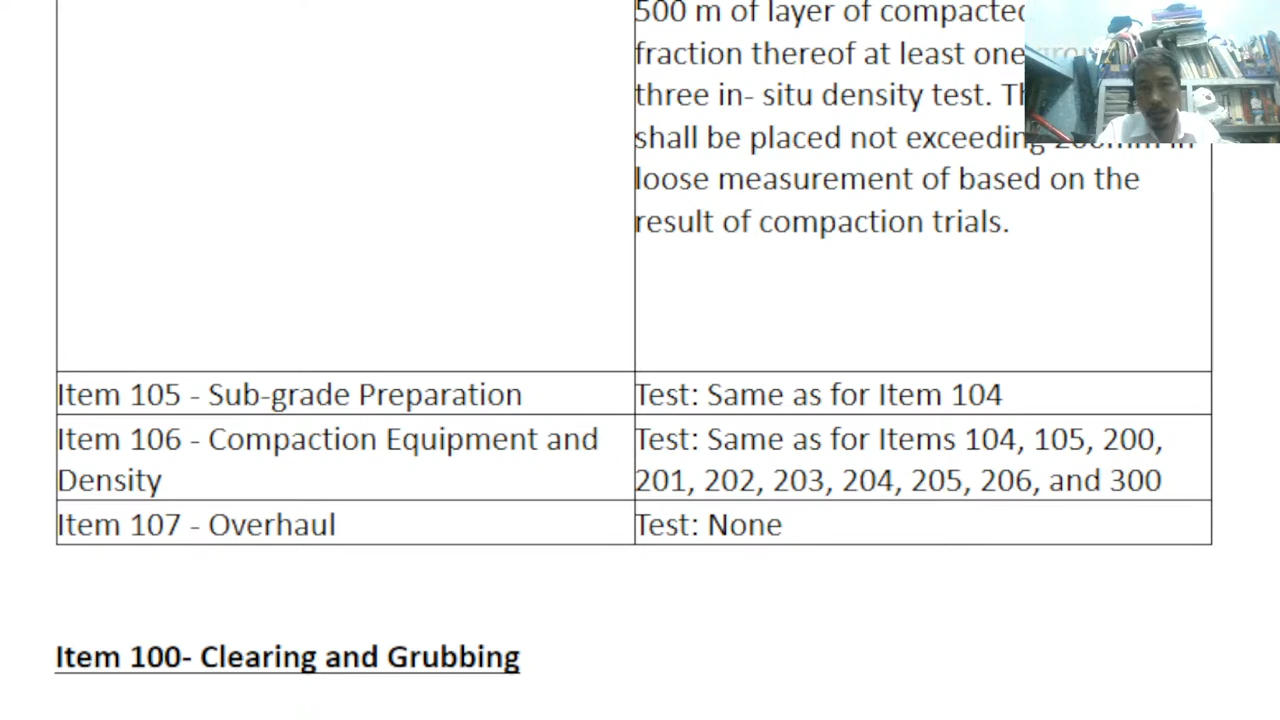 500 m of layer of compacted
fraction thereof at least one
three in- situ density test.
shall be placed not exceeding
loose measurement of based on the
result of compaction trials.
Item 105 - Sub-grade Preparation
Test: Same as for Item 104
Item 106 - Compaction Equipment and
Density
Test: Same as for Items 104, 105, 200,
201, 202, 203, 204, 205, 206, and 300
Item 107 - Overhaul
Test: None
Item 100- Clearing and Grubbing